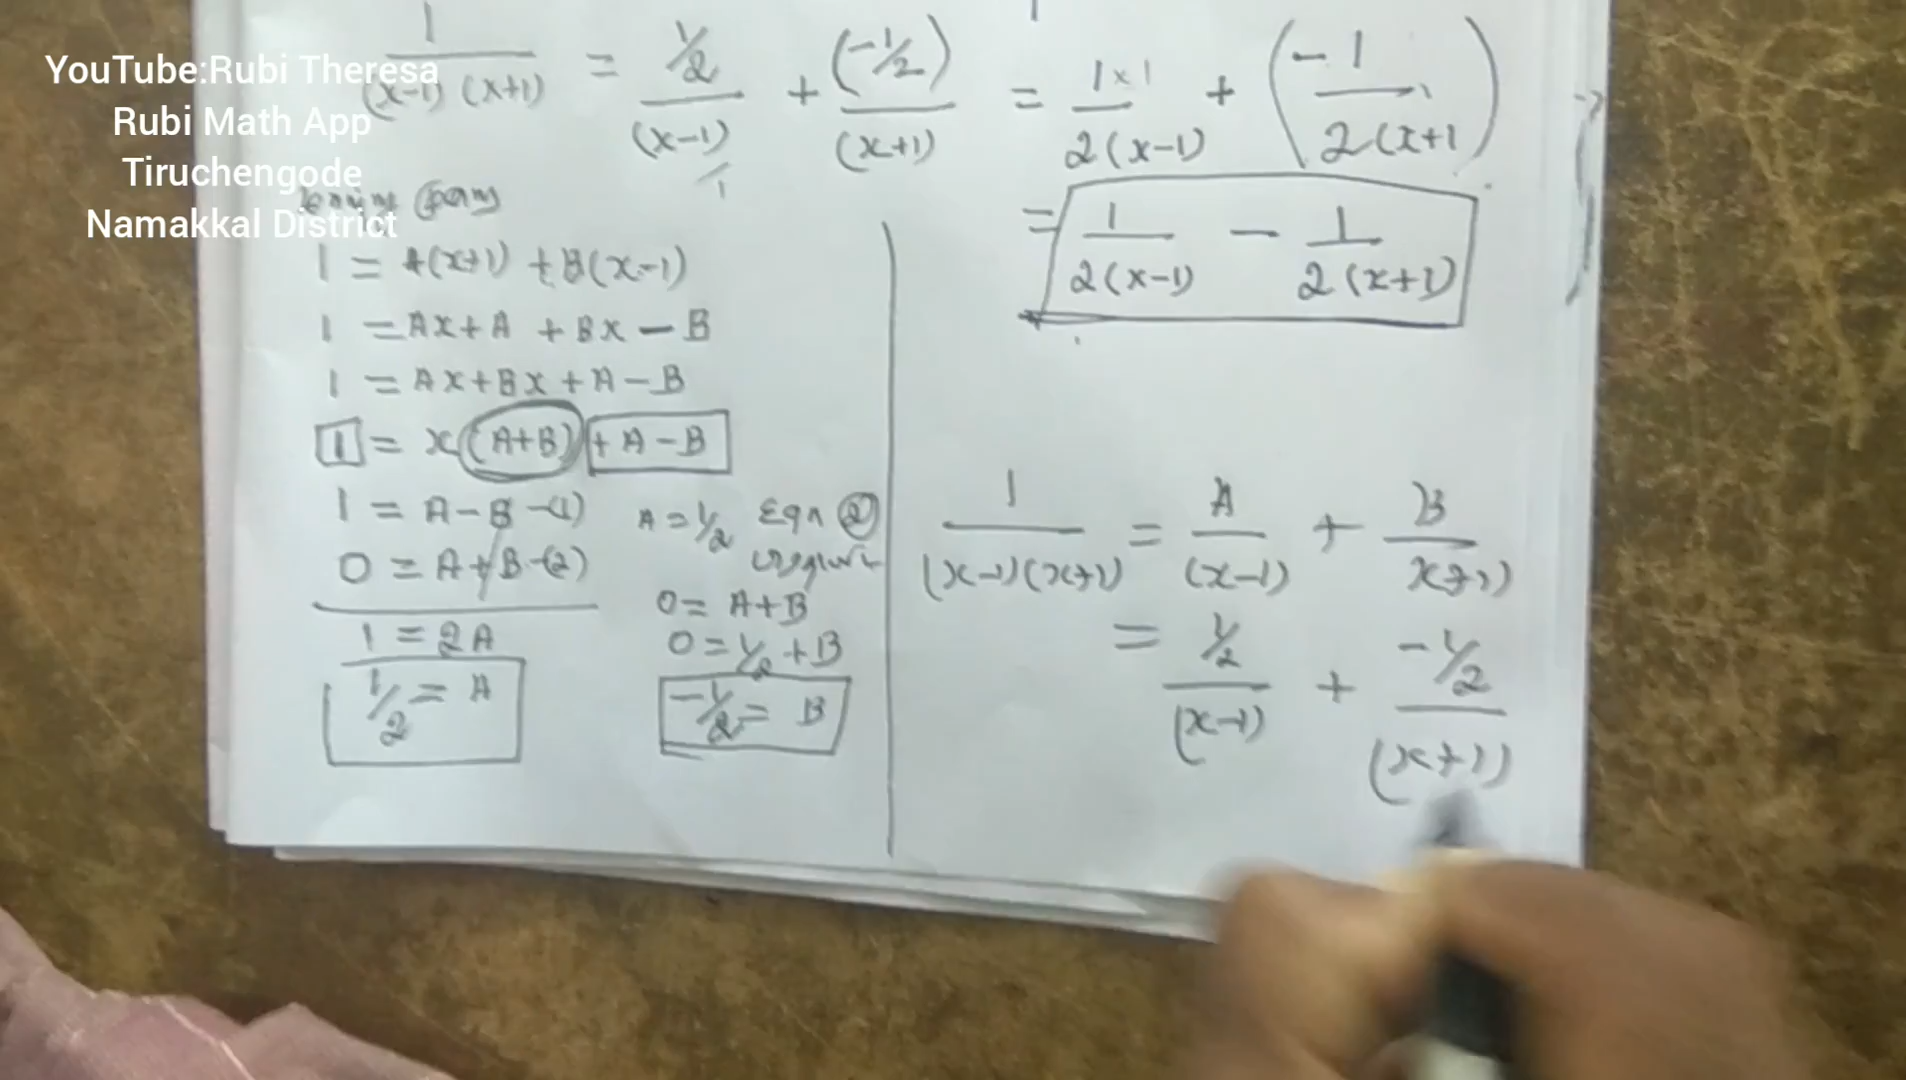 YouTube:Rubi Theresa
Rubi Math App
Tiruchengode
Namakkal District
1/((x-1)(x+1)) = (1/2)/(x-1) + (-1/2)/(x+1) = (1×1)/(2(x-1)) + (-1/(2(x+1))
= 1/(2(x-1)) - 1/(2(x+1))
1 = A(x+1) + B(x-1)
1 = Ax+A + Bx - B
1 = Ax+Bx + A - B
1 = x(A+B) + A - B
1 = A - B -(1)
0 = A+B -(2)
1 = 2A
1/2 = A
A = 1/2 Eqn 2
0 = A+B
0 = 1/2 + B
-1/2 = B
1/((x-1)(x+1)) = A/(x-1) + B/(x+1)
= (1/2)/(x-1) + (-1/2)/(x+1)